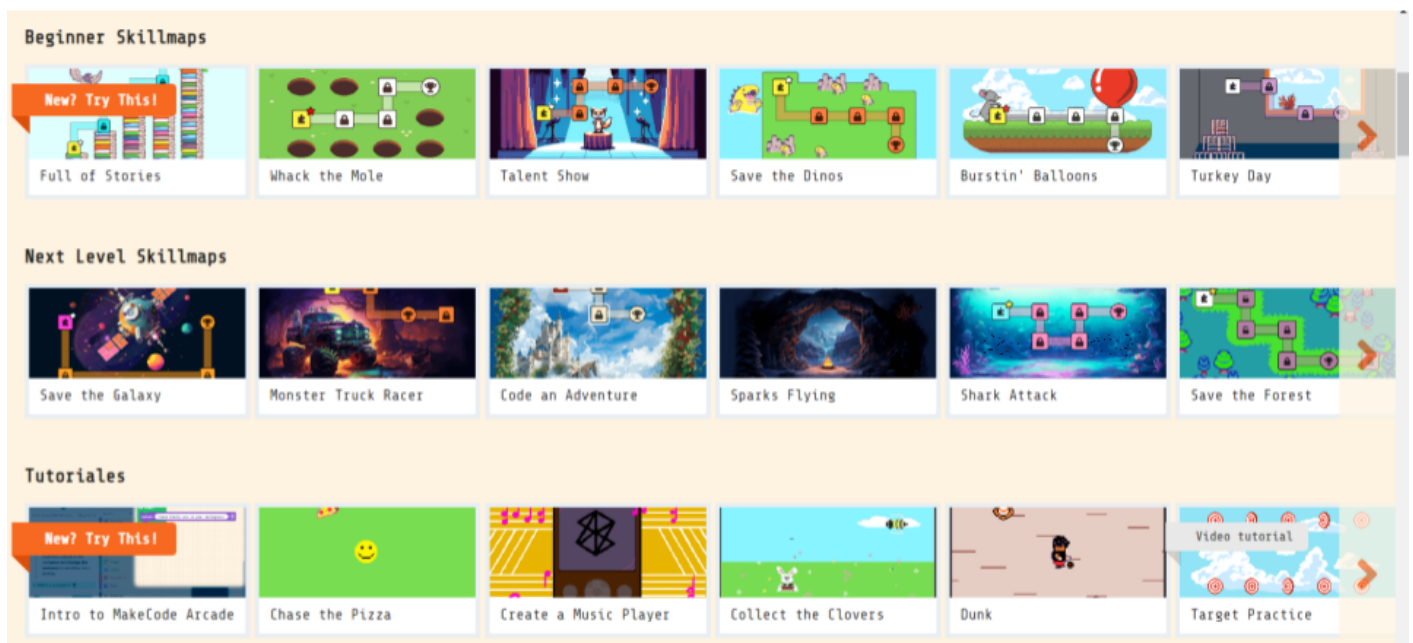 Beginner Skillmaps
New? Try This!
Full of Stories
Whack the Mole
Talent Show
Save the Dinos
Burstin' Balloons
Turkey Day
Next Level Skillmaps
Save the Galaxy
Monster Truck Racer
Code an Adventure
Sparks Flying
Shark Attack
Save the Forest
Tutoriales
New? Try This!
Video tutorial
Intro to MakeCode Arcade
Chase the Pizza
Create a Music Player
Collect the Clovers
Dunk
Target Practice